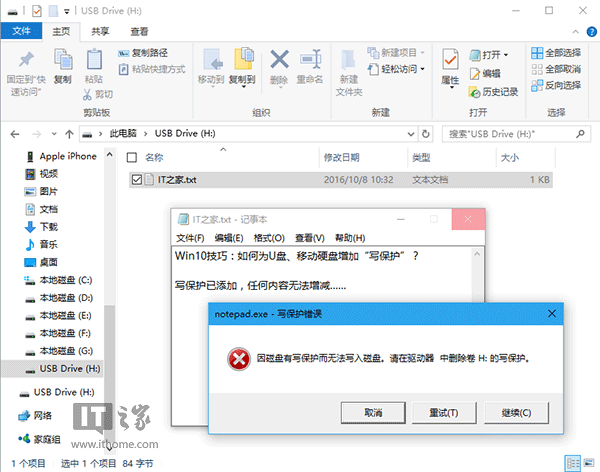 USB Drive (H:)
文件 主页 共享 查看
固定到“快速访问” 复制 粘贴 复制路径 粘贴快捷方式 剪切
移动到 复制到 删除 重命名
新建文件夹 新建项目 轻松访问
属性 打开 编辑 历史记录
全部选择 全部取消 反向选择
剪贴板 组织 新建 打开 选择
此电脑 USB Drive (H:) 搜索"USB Drive (H:)"
名称 修改日期 类型 大小
IT之家.txt 2016/10/8 10:32 文本文档 1 KB
Apple iPhone
视频
图片
文档
下载
音乐
桌面
本地磁盘 (C:)
本地磁盘 (D:)
本地磁盘 (E:)
本地磁盘 (F:)
本地磁盘 (G:)
USB Drive (H:)
USB Drive (H:)
网络
家庭组
IT之家.txt - 记事本
文件(F) 编辑(E) 格式(O) 查看(V) 帮助(H)
Win10技巧：如何为U盘、移动硬盘增加“写保护”？
写保护已添加，任何内容无法增减......
notepad.exe - 写保护错误
因磁盘有写保护而无法写入磁盘。请在驱动器 中删除卷 H: 的写保护。
取消 重试(T) 继续(C)
IT之家
www.ithome.com
1 个项目 选中 1 个项目 84 字节